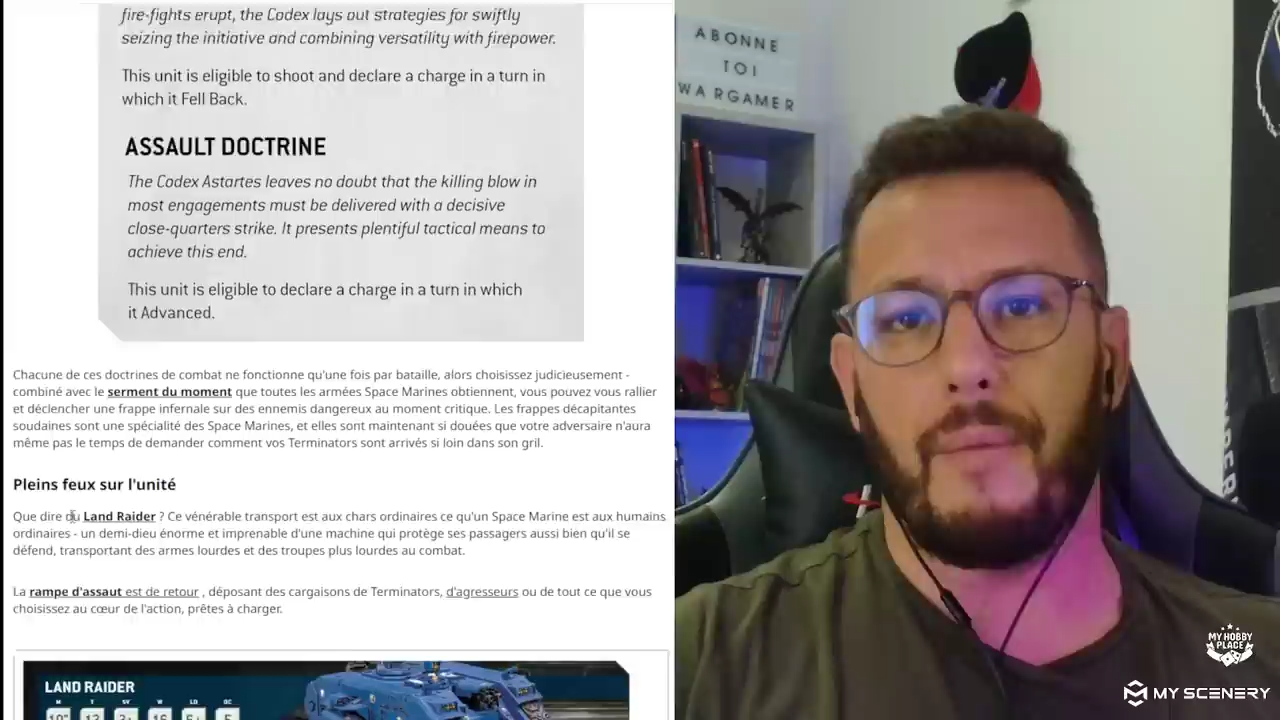 fire-fights erupt, the Codex lays out strategies for swiftly
seizing the initiative and combining versatility with firepower.
This unit is eligible to shoot and declare a charge in a turn in
which it Fell Back.
ASSAULT DOCTRINE
The Codex Astartes leaves no doubt that the killing blow in
most engagements must be delivered with a decisive
close-quarters strike. It presents plentiful tactical means to
achieve this end.
This unit is eligible to declare a charge in a turn in which
it Advanced.
Chacune de ces doctrines de combat ne fonctionne qu'une fois par bataille, alors choisissez judicieusement -
combiné avec le serment du moment que toutes les armées Space Marines obtiennent, vous pouvez vous rallier
et déclencher une frappe infernale sur des ennemis dangereux au moment critique. Les frappes décapitantes
soudaines sont une spécialité des Space Marines, et elles sont maintenant si douées que votre adversaire n'aura
même pas le temps de demander comment vos Terminators sont arrivés si loin dans son gril.
Pleins feux sur l'unité
Que dire du Land Raider ? Ce vénérable transport est aux chars ordinaires ce qu'un Space Marine est aux humains
ordinaires - un demi-dieu énorme et imprenable d'une machine qui protège ses passagers aussi bien qu'il se
défend, transportant des armes lourdes et des troupes plus lourdes au combat.
La rampe d'assaut est de retour , déposant des cargaisons de Terminators, d'agresseurs ou de tout ce que vous
choisissez au cœur de l'action, prêtes à charger.
LAND RAIDER
M T SV W LD OC
10" 12 2+ 16 6+ 5
ABONNE
TOI
WARGAMER
MY HOBBY
PLACE
MY SCENERY